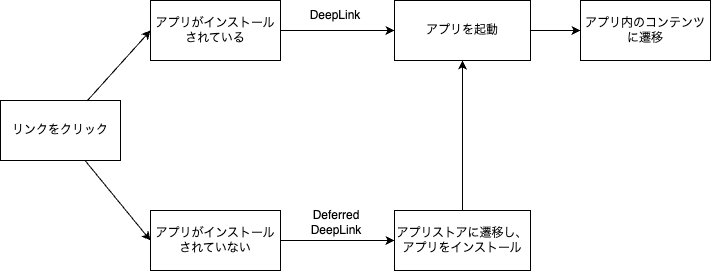 アプリがインストール
されている
DeepLink
アプリを起動
アプリ内のコンテンツ
に遷移
リンクをクリック
アプリがインストール
されていない
Deferred
DeepLink
アプリストアに遷移し、
アプリをインストール